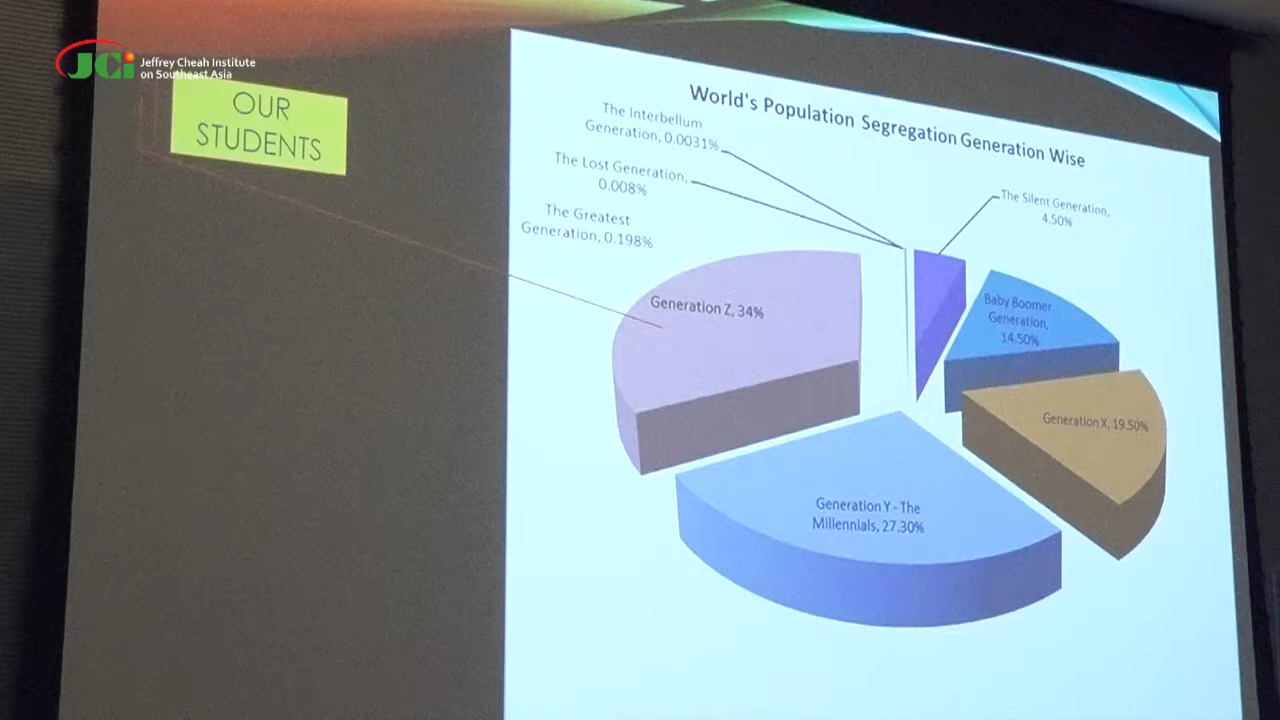 JCi
Jeffrey Cheah Institute
on Southeast Asia
OUR
STUDENTS
World's Population Segregation Generation Wise
The Interbellum
Generation, 0.0031%
The Lost Generation,
0.008%
The Greatest
Generation, 0.198%
The Silent Generation,
4.50%
Baby Boomer
Generation,
14.50%
Generation Z, 34%
Generation X, 19.50%
Generation Y - The
Millennials, 27.30%